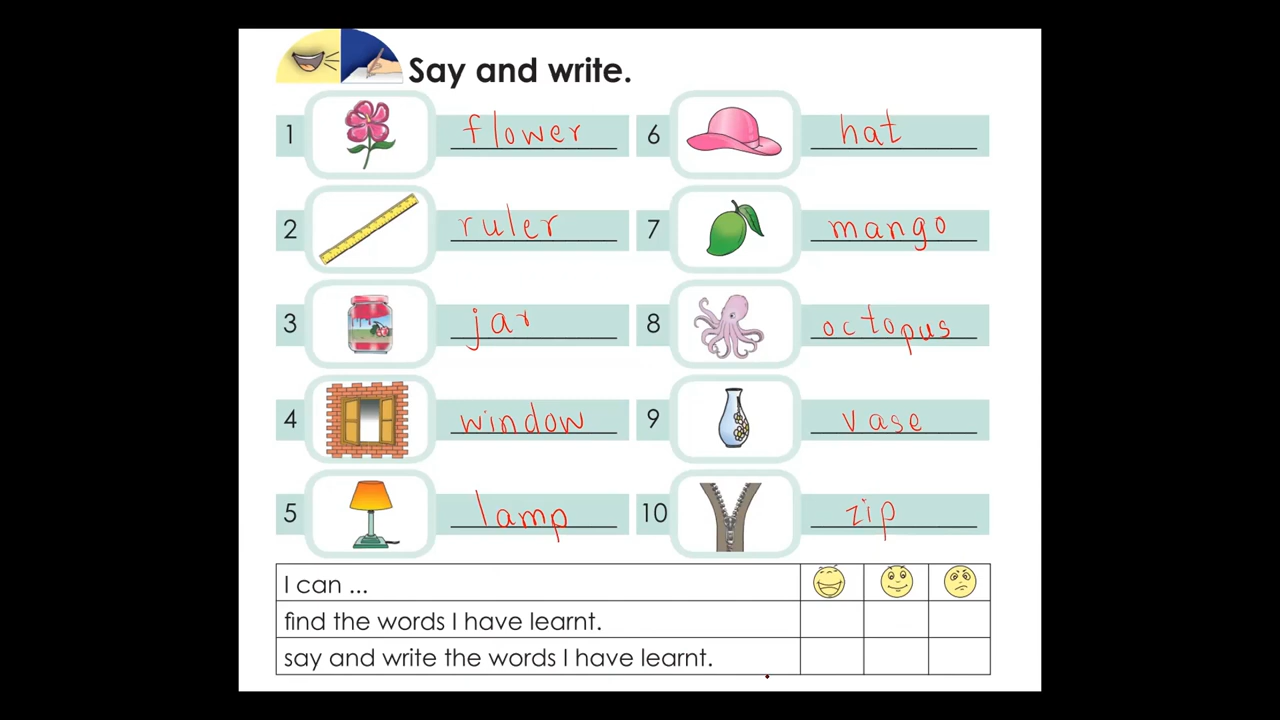 Say and write.
1 flower
2 ruler
3 jar
4 window
5 lamp
6 hat
7 mango
8 octopus
9 vase
10 zip
I can ...
find the words I have learnt.
say and write the words I have learnt.